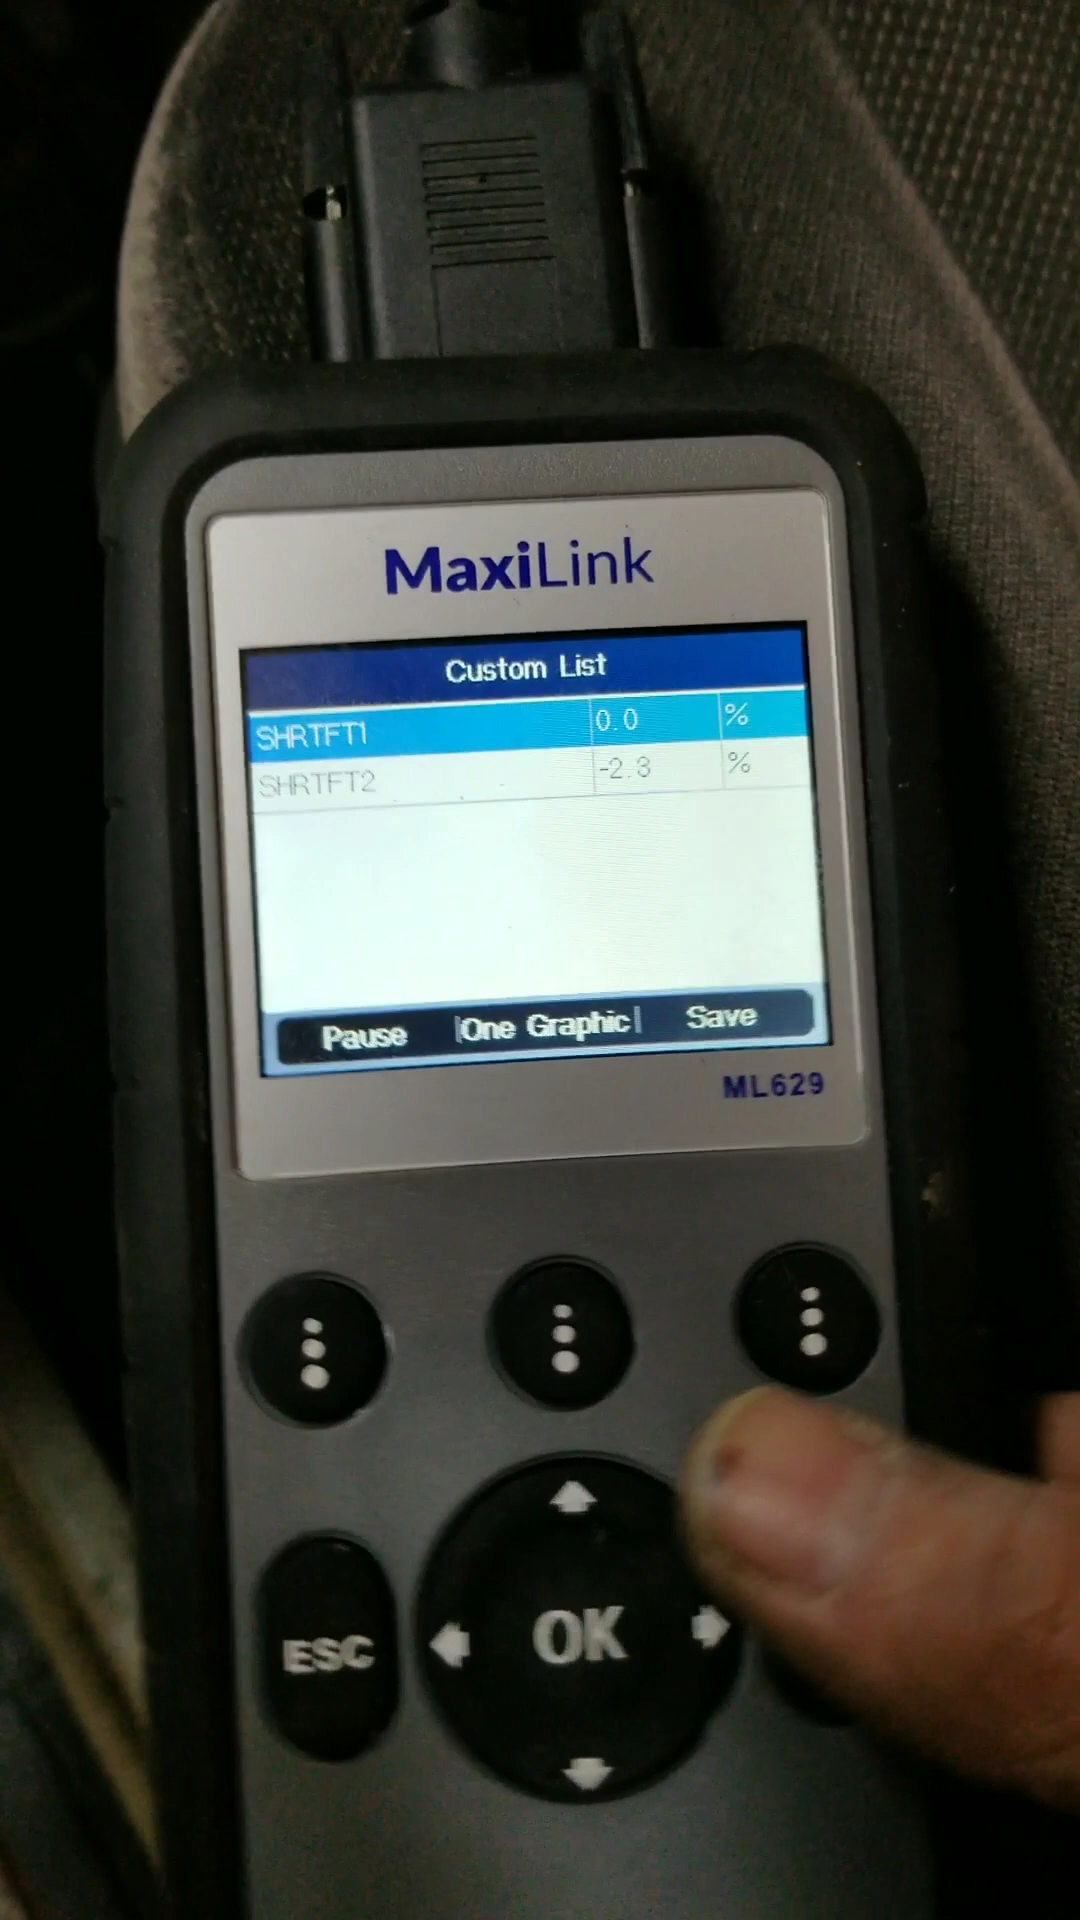 MaxiLink
Custom List
SHRTFT1 0.0 %
SHRTFT2 -2.3 %
Pause One Graphic Save
ML629
ESC OK